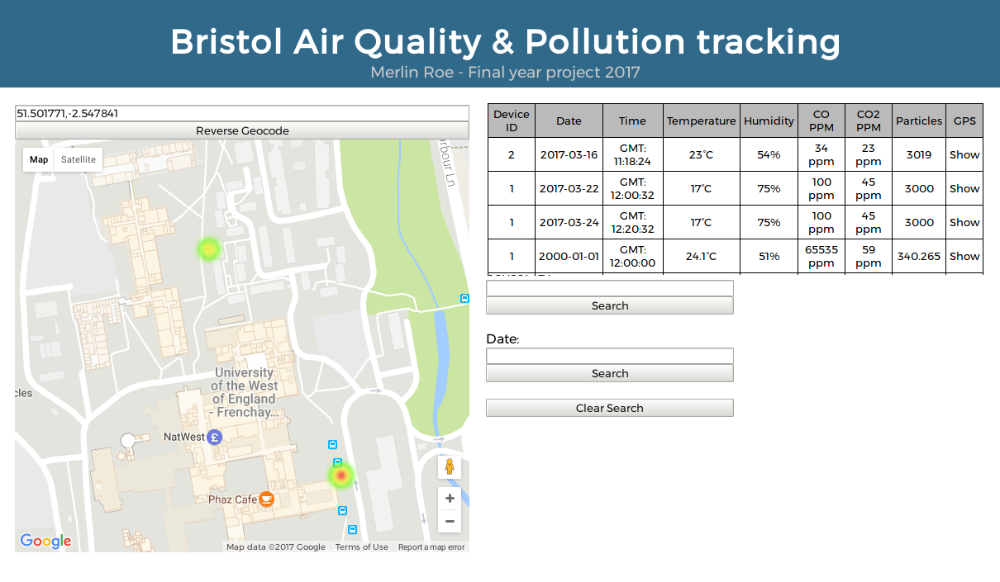 Bristol Air Quality & Pollution tracking
Merlin Roe - Final year project 2017
51.501771,-2.547841
Reverse Geocode
Map Satellite
arbour Ln
University
of the West
of England
- Frenchay...
cles
NatWest
Phaz Cafe
Google
Map data ©2017 Google Terms of Use Report a map error
Device ID Date Time Temperature Humidity CO PPM CO2 PPM Particles GPS
2 2017-03-16 GMT: 11:18:24 23°C 54% 34 ppm 23 ppm 3019 Show
1 2017-03-22 GMT: 12:00:32 17°C 75% 100 ppm 45 ppm 3000 Show
1 2017-03-24 GMT: 12:20:32 17°C 75% 100 ppm 45 ppm 3000 Show
1 2000-01-01 GMT: 12:00:00 24.1°C 51% 65535 ppm 59 ppm 340.265 Show
Search
Date:
Search
Clear Search